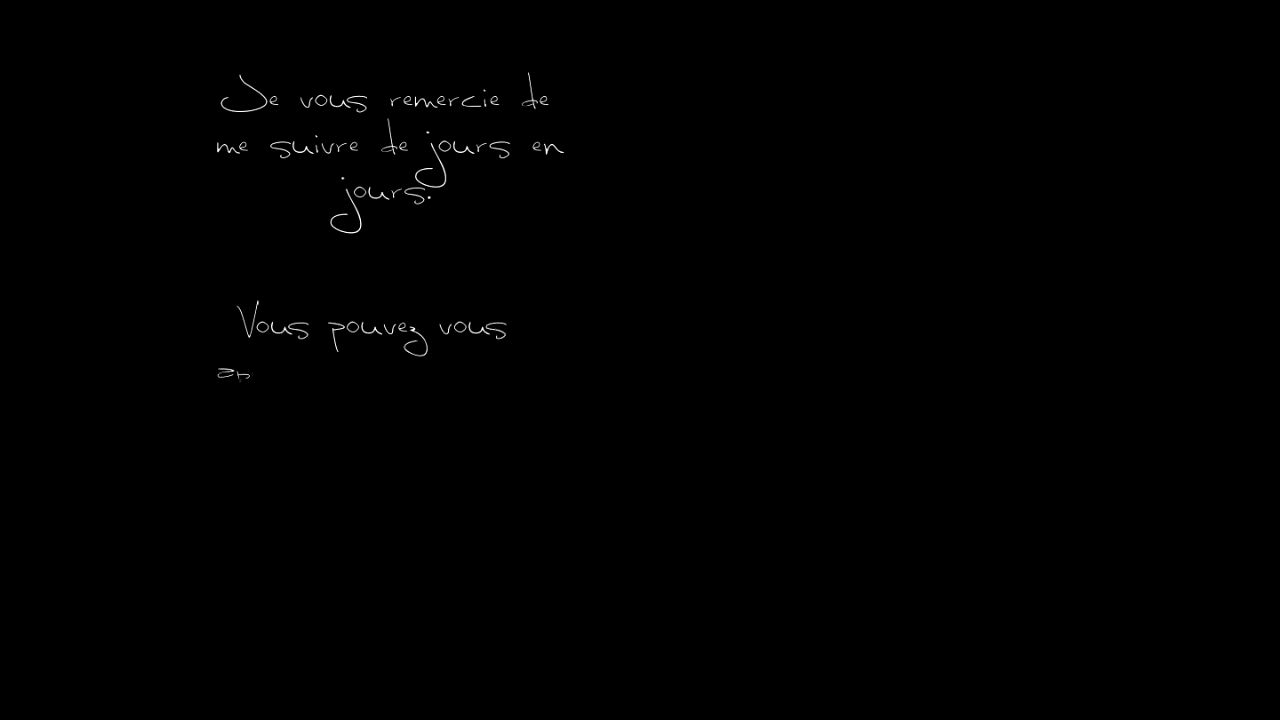 Je vous remercie de
me suivre de jours en
jours.
Vous pouvez vous